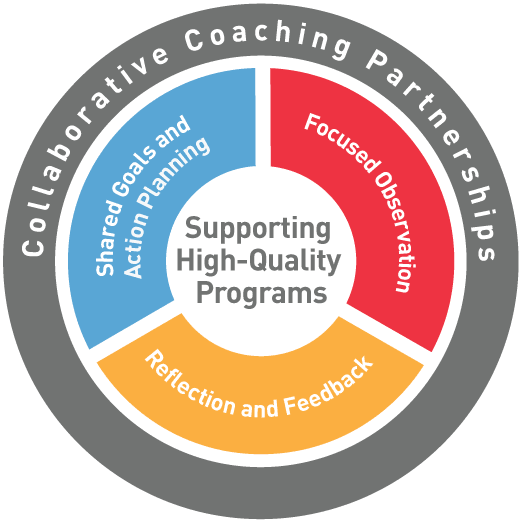 Collaborative Coaching Partnerships
Shared Goals and
Action Planning
Focused Observation
Supporting
High-Quality
Programs
Reflection and Feedback